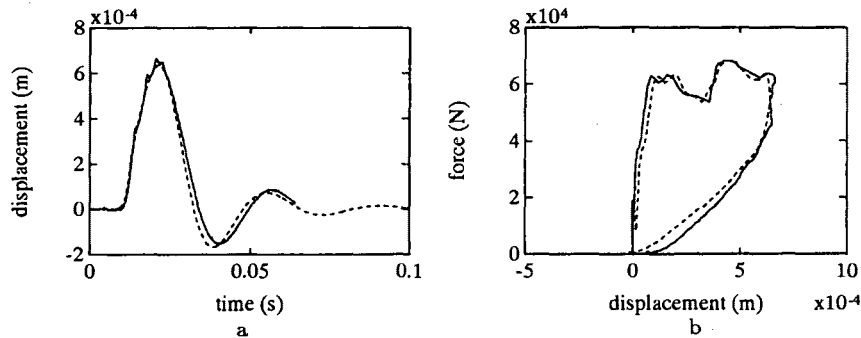 x10-4
8
6
4
2
0
-2
displacement (m)
0
0.05
0.1
time (s)
a
x104
8
6
4
2
0
force (N)
-5
0
5
10
displacement (m)
x10-4
b